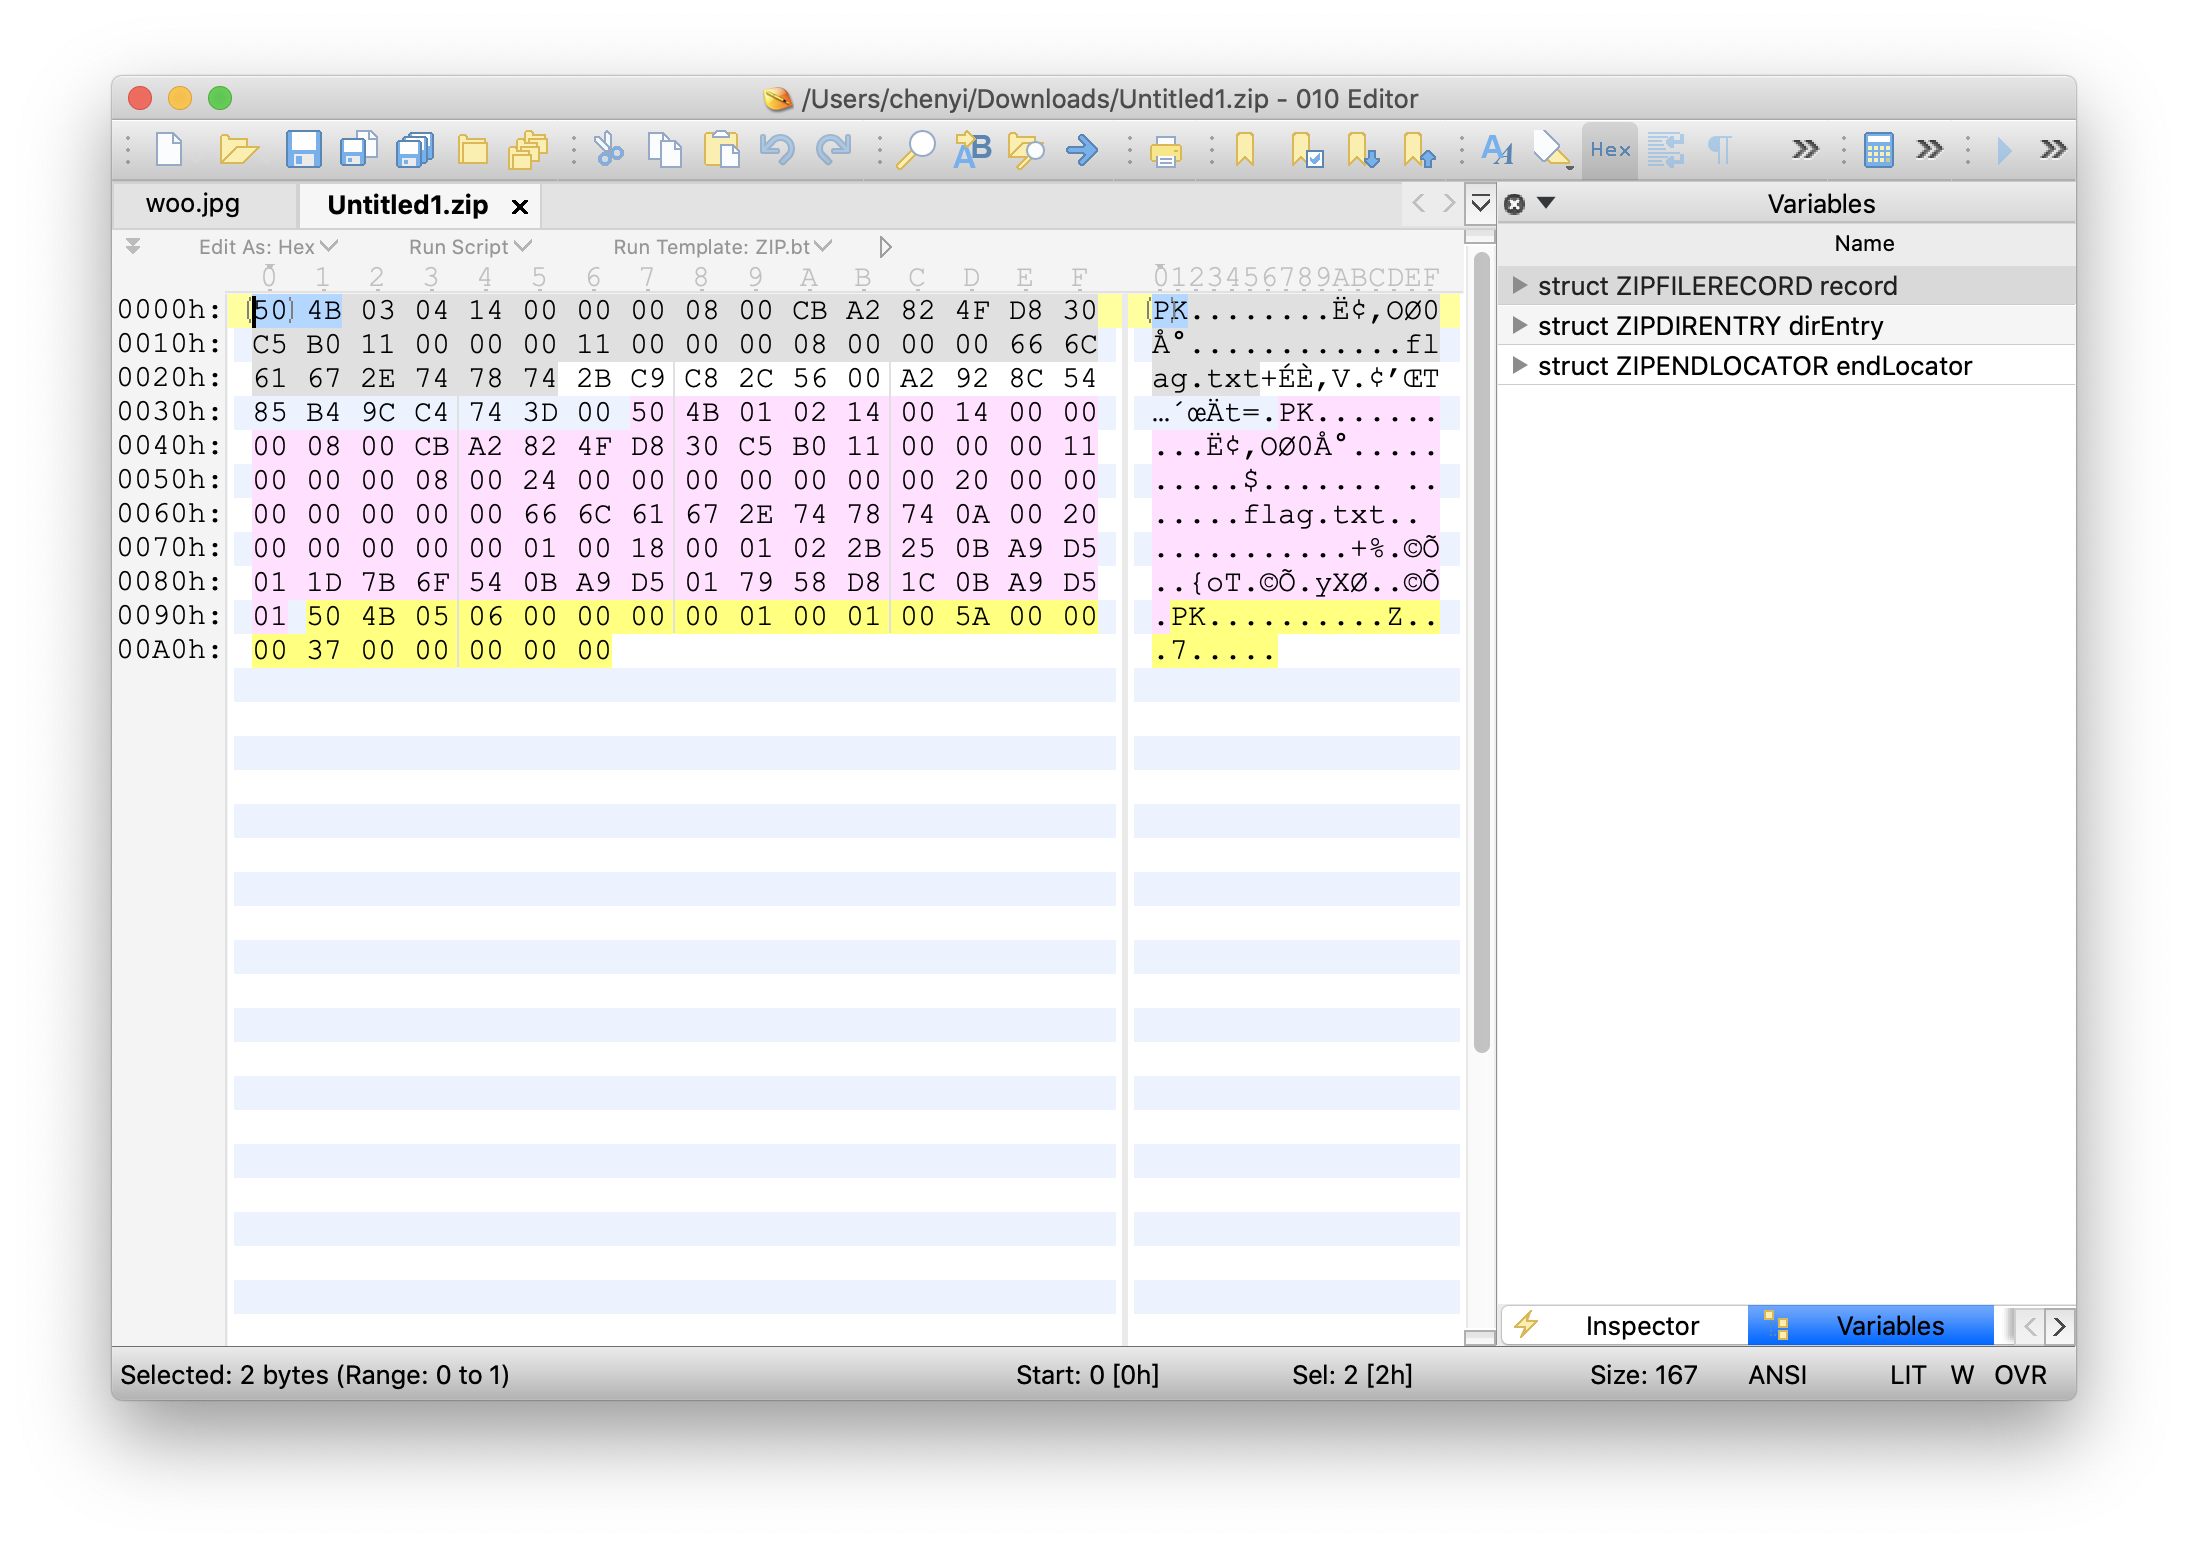 /Users/chenyi/Downloads/Untitled1.zip - 010 Editor
Hex
woo.jpg
Untitled1.zip
Variables
Edit As: Hex
Run Script
Run Template: ZIP.bt
Name
0 1 2 3 4 5 6 7 8 9 A B C D E F 0123456789ABCDEF
0000h: 50 4B 03 04 14 00 00 00 08 00 CB A2 82 4F D8 30 PK........Ë¢‚OØ0
0010h: C5 B0 11 00 00 00 11 00 00 00 08 00 00 00 66 6C Å°............fl
0020h: 61 67 2E 74 78 74 2B C9 C8 2C 56 00 A2 92 8C 54 ag.txt+ÉÈ,V.¢’ŒT
0030h: 85 B4 9C C4 74 3D 00 50 4B 01 02 14 00 14 00 00 …´œÄt=.PK.......
0040h: 00 08 00 CB A2 82 4F D8 30 C5 B0 11 00 00 00 11 ...Ë¢‚OØ0Å°.....
0050h: 00 00 00 08 00 24 00 00 00 00 00 00 00 20 00 00 .....$....... ..
0060h: 00 00 00 00 00 66 6C 61 67 2E 74 78 74 0A 00 20 .....flag.txt..
0070h: 00 00 00 00 00 01 00 18 00 01 02 2B 25 0B A9 D5 ...........+%.©Õ
0080h: 01 1D 7B 6F 54 0B A9 D5 01 79 58 D8 1C 0B A9 D5 ..{oT.©Õ.yXØ..©Õ
0090h: 01 50 4B 05 06 00 00 00 00 01 00 01 00 5A 00 00 .PK..........Z..
00A0h: 00 37 00 00 00 00 00 .7.....
struct ZIPFILERECORD record
struct ZIPDIRENTRY dirEntry
struct ZIPENDLOCATOR endLocator
Inspector
Variables
Selected: 2 bytes (Range: 0 to 1)
Start: 0 [0h]
Sel: 2 [2h]
Size: 167
ANSI
LIT
W
OVR